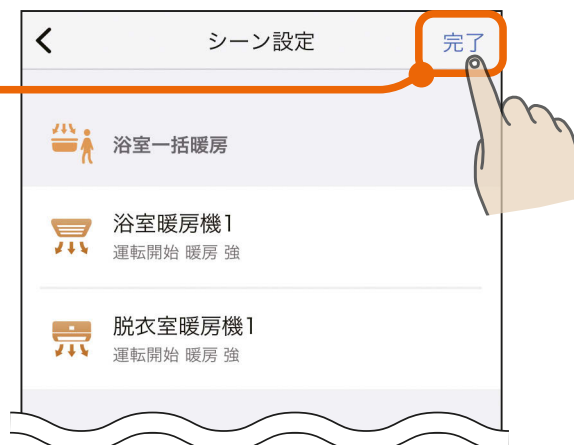 シーン設定
完了
浴室一括暖房
浴室暖房機1
運転開始 暖房 強
脱衣室暖房機1
運転開始 暖房 強